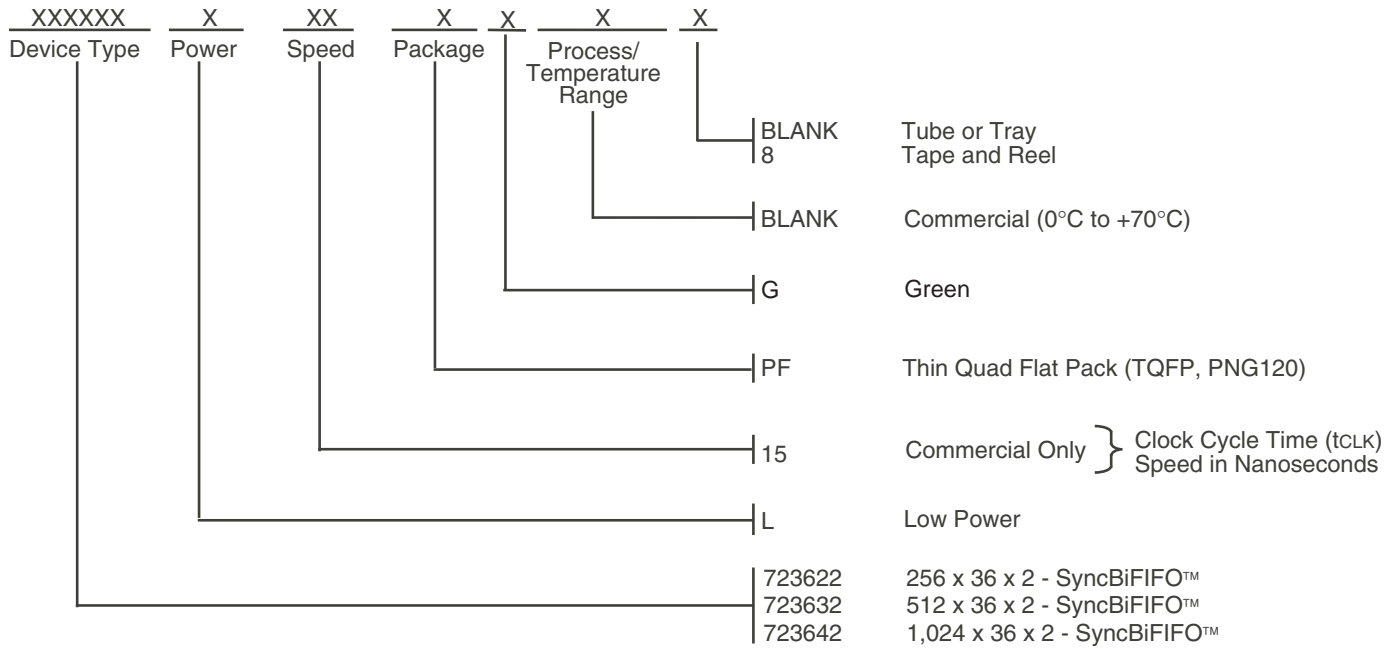 XXXXXX X XX X X X X
Device Type Power Speed Package Process/
Temperature
Range
BLANK Tube or Tray
8 Tape and Reel
BLANK Commercial (0°C to +70°C)
G Green
PF Thin Quad Flat Pack (TQFP, PNG120)
15 Commercial Only } Clock Cycle Time (tCLK)
Speed in Nanoseconds
L Low Power
723622 256 x 36 x 2 - SyncBiFIFO™
723632 512 x 36 x 2 - SyncBiFIFO™
723642 1,024 x 36 x 2 - SyncBiFIFO™